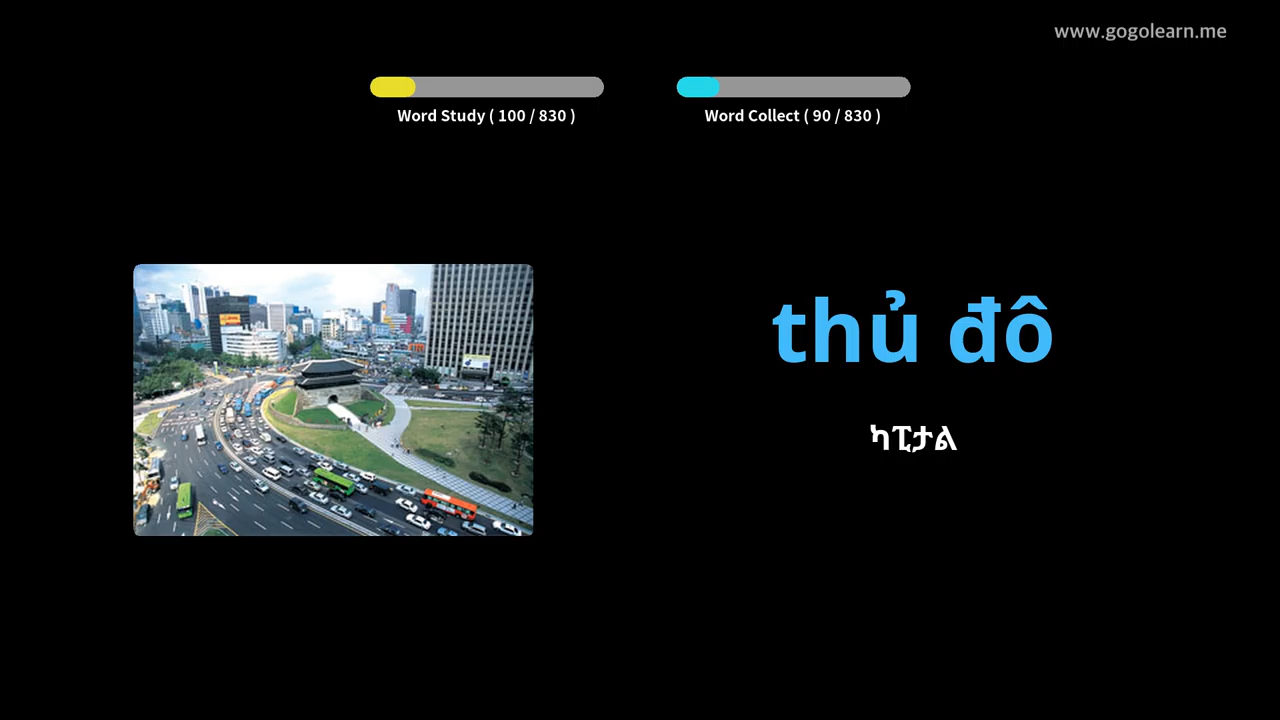 www.gogolearn.me
Word Study ( 100 / 830 )
Word Collect ( 90 / 830 )
thủ đô
ካፒታል